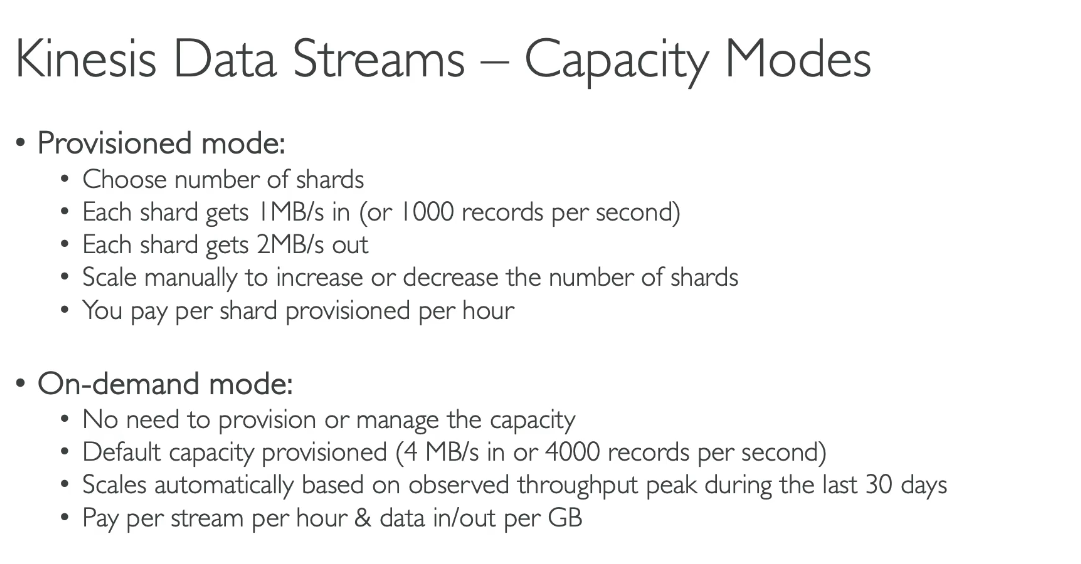 Kinesis Data Streams – Capacity Modes
• Provisioned mode:
• Choose number of shards
• Each shard gets 1MB/s in (or 1000 records per second)
• Each shard gets 2MB/s out
• Scale manually to increase or decrease the number of shards
• You pay per shard provisioned per hour
• On-demand mode:
• No need to provision or manage the capacity
• Default capacity provisioned (4 MB/s in or 4000 records per second)
• Scales automatically based on observed throughput peak during the last 30 days
• Pay per stream per hour & data in/out per GB